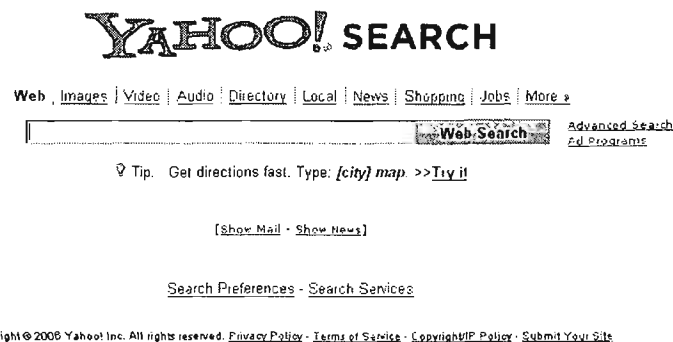 YAHOO! SEARCH
Web Images Video Audio Directory Local News Shopping Jobs More »
Web Search
Advanced Search
Ad Programs
Tip. Get directions fast. Type: [city] map. >>Try it
[Show Mail - Show News]
Search Preferences - Search Services
ight © 2006 Yahoo! Inc. All rights reserved. Privacy Policy - Terms of Service - Copyright/IP Policy - Submit Your Site